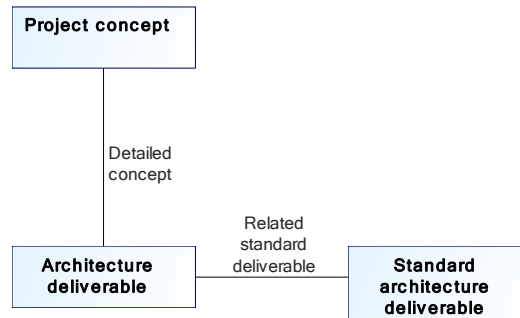 Project concept
Detailed
concept
Related
standard
deliverable
Architecture
deliverable
Standard
architecture
deliverable